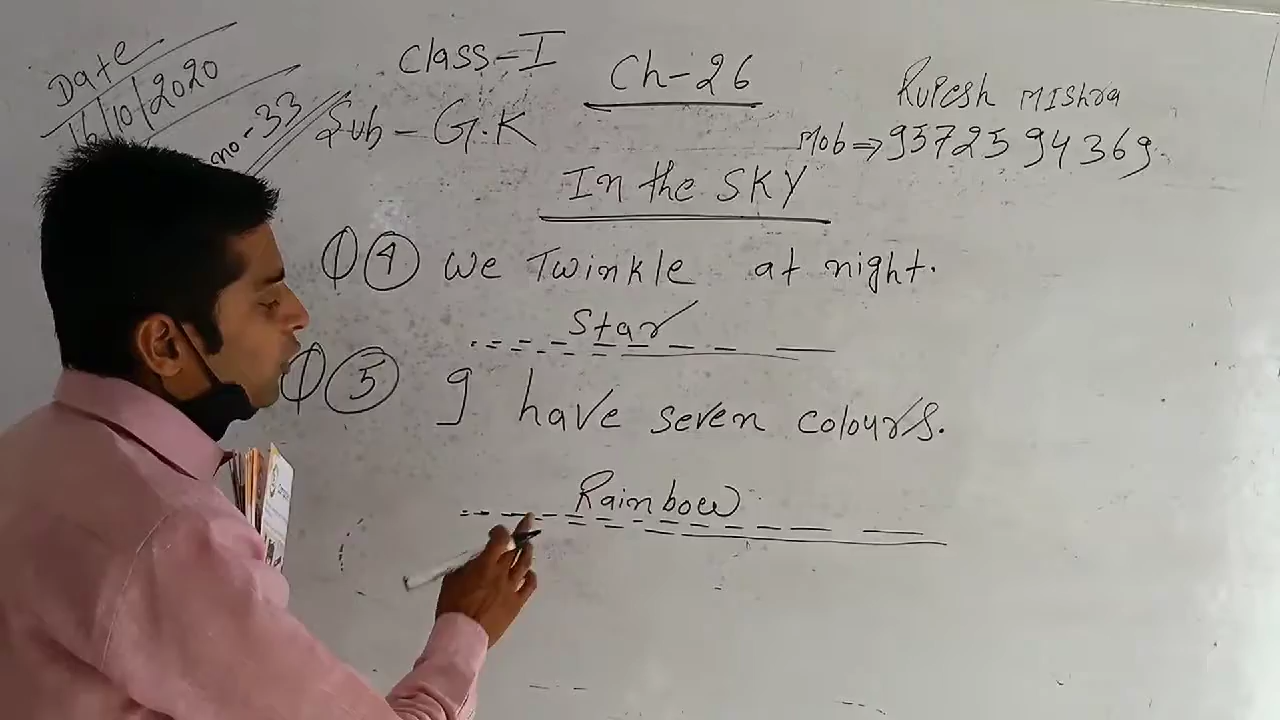 Date
16/10/2020
no-33
Class-I
Sub-G.K
Ch-26
Rupesh Mishra
Mob⇒9572594369.
In the SKY
Q④ We Twinkle at night.
Star
Q⑤ I have seven colours.
Rainbow